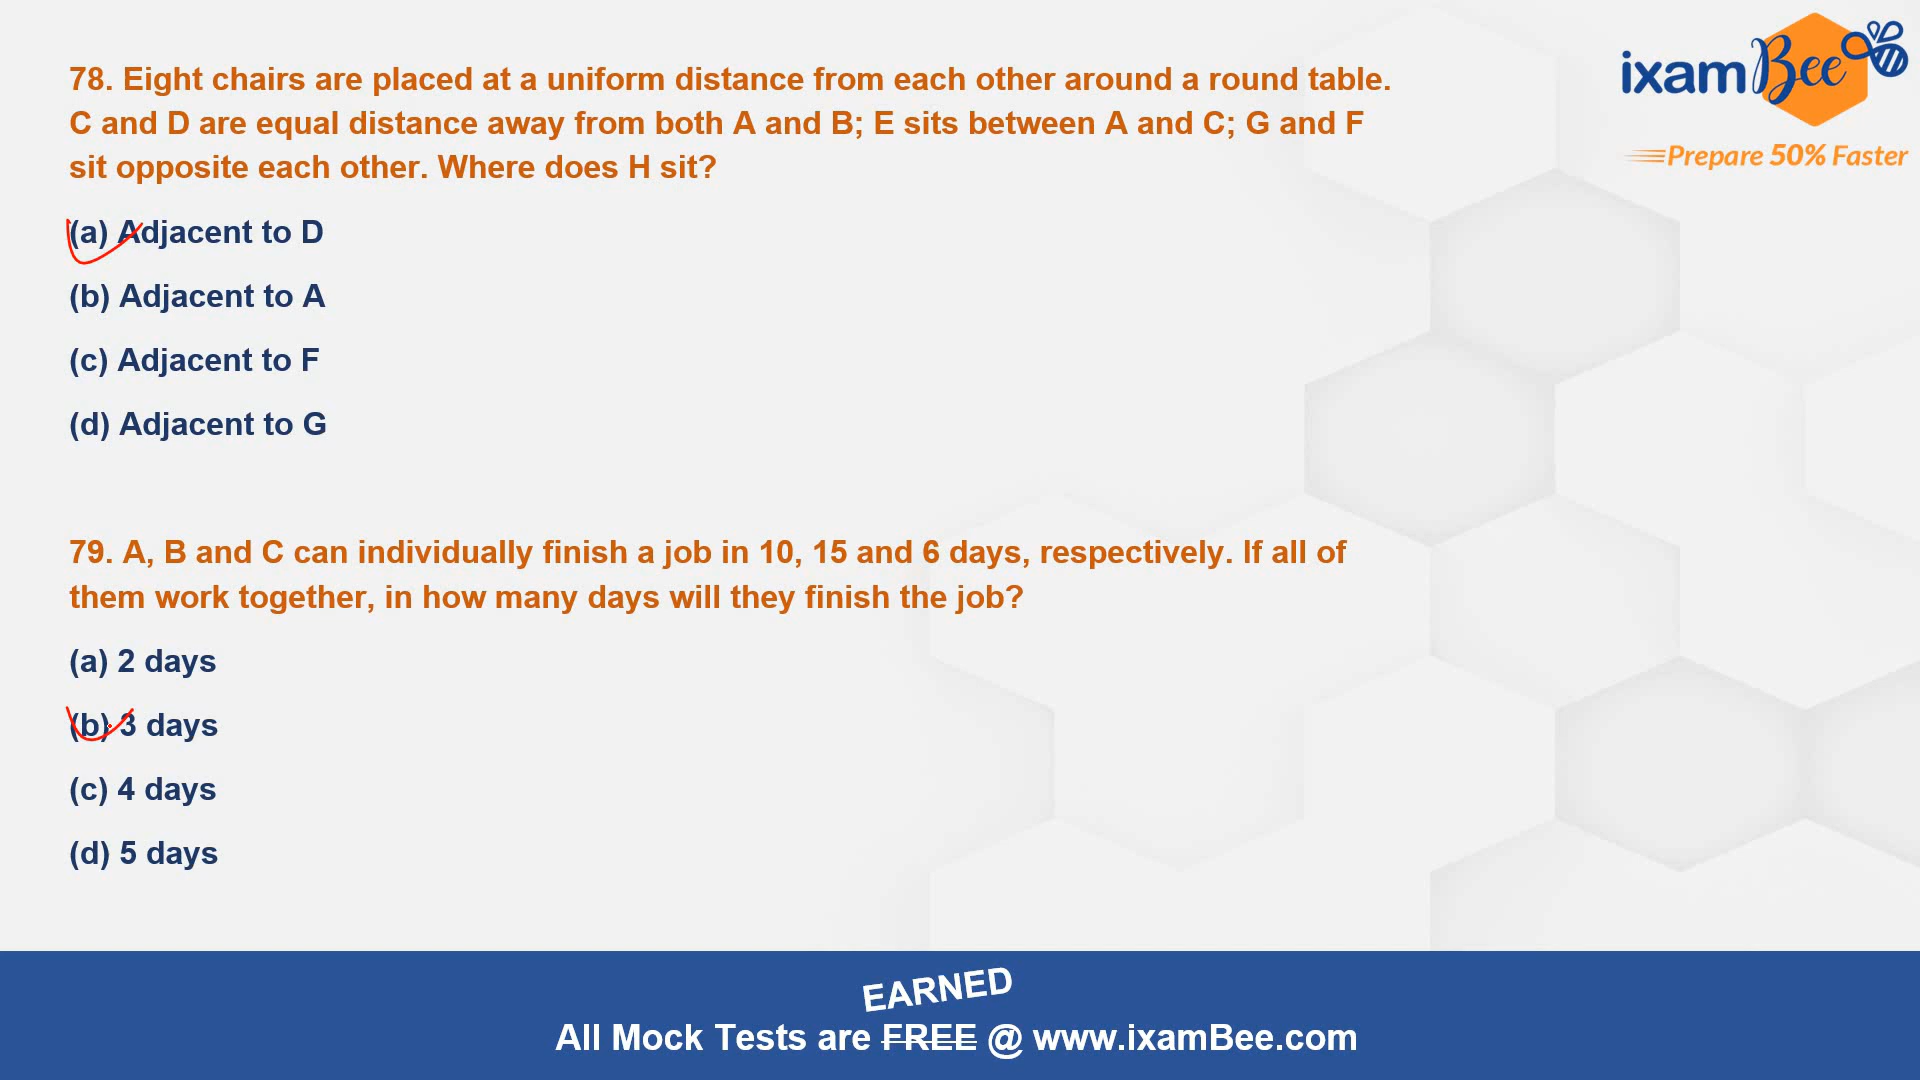 ixamBee
Prepare 50% Faster
78. Eight chairs are placed at a uniform distance from each other around a round table.
C and D are equal distance away from both A and B; E sits between A and C; G and F
sit opposite each other. Where does H sit?
(a) Adjacent to D
(b) Adjacent to A
(c) Adjacent to F
(d) Adjacent to G
79. A, B and C can individually finish a job in 10, 15 and 6 days, respectively. If all of
them work together, in how many days will they finish the job?
(a) 2 days
(b) 3 days
(c) 4 days
(d) 5 days
EARNED
All Mock Tests are FREE @ www.ixamBee.com